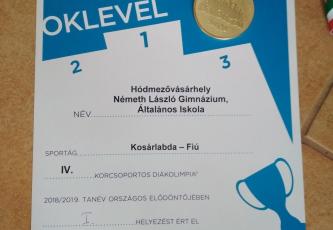 OKLEVÉL
1
2
3
Hódmezővásárhely
Németh László Gimnázium,
Általános Iskola
NÉV
Kosárlabda – Fiú
SPORTÁG
IV. KORCSOPORTOS DIÁKOLIMPIA®
2018/2019. TANÉV ORSZÁGOS ELŐDÖNTŐJÉBEN
I. HELYEZÉST ÉRT EL